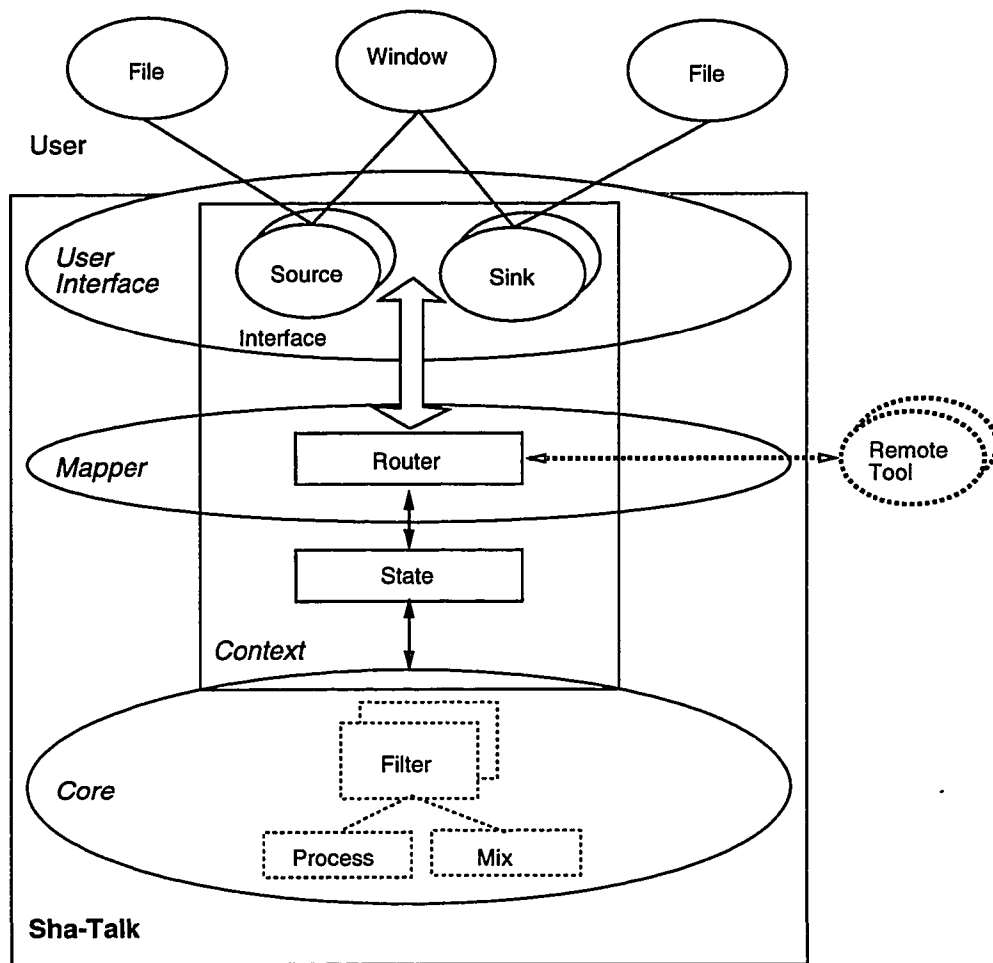 File
Window
File
User
User
Interface
Source
Sink
Interface
Mapper
Router
Remote
Tool
State
Context
Core
Filter
Process
Mix
Sha-Talk